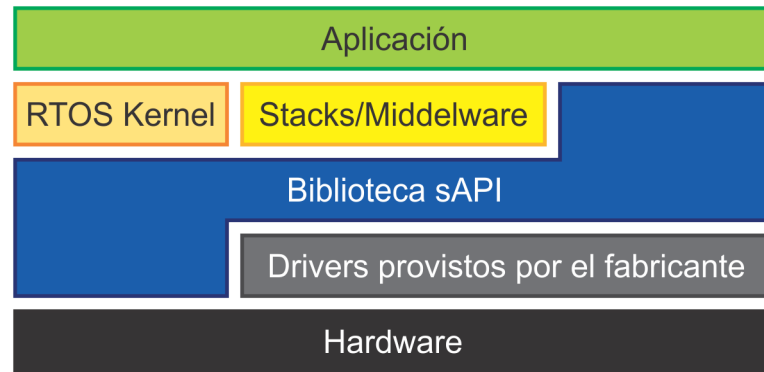 Aplicación
RTOS Kernel
Stacks/Middelware
Biblioteca sAPI
Drivers provistos por el fabricante
Hardware